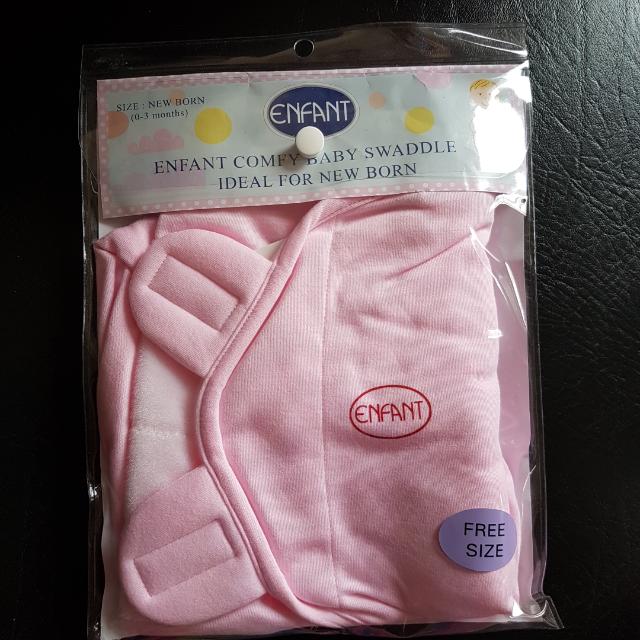 SIZE : NEW BORN
(0-3 months)
ENFANT
ENFANT COMFY BABY SWADDLE
IDEAL FOR NEW BORN
ENFANT
FREE
SIZE